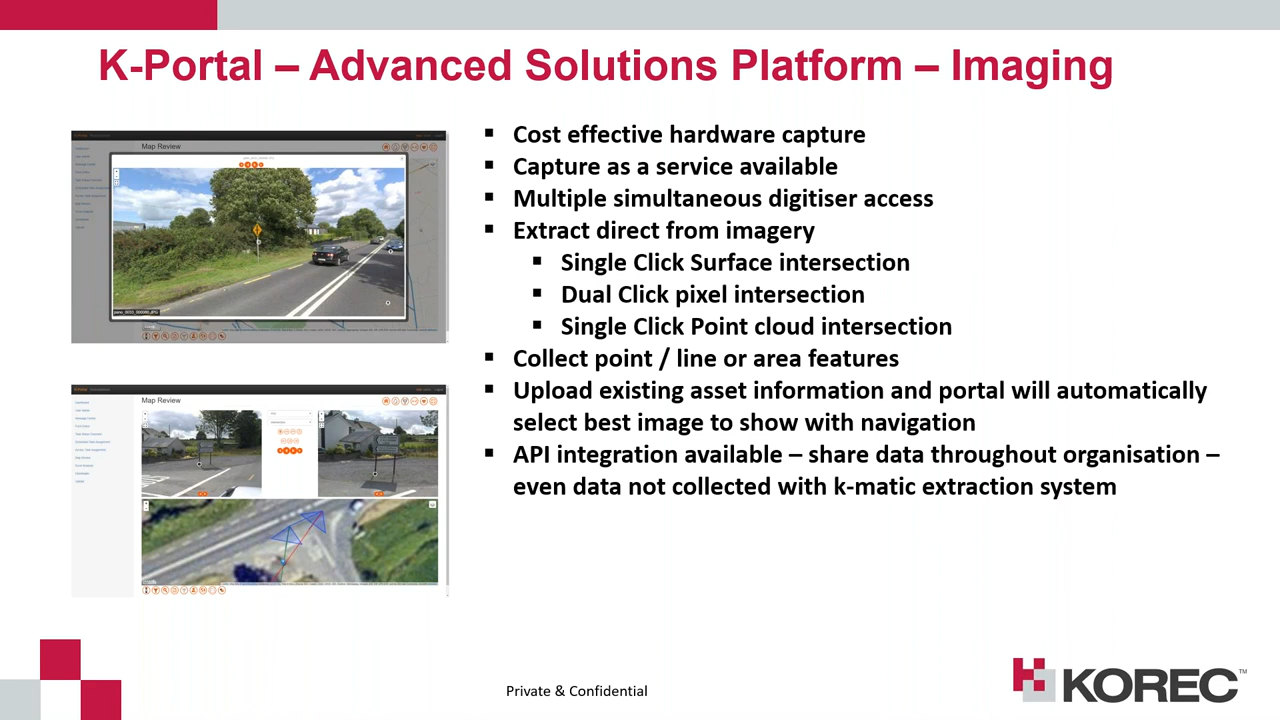 K-Portal – Advanced Solutions Platform – Imaging
Map Review
Map Review
▪ Cost effective hardware capture
▪ Capture as a service available
▪ Multiple simultaneous digitiser access
▪ Extract direct from imagery
▪ Single Click Surface intersection
▪ Dual Click pixel intersection
▪ Single Click Point cloud intersection
▪ Collect point / line or area features
▪ Upload existing asset information and portal will automatically
select best image to show with navigation
▪ API integration available – share data throughout organisation –
even data not collected with k-matic extraction system
Private & Confidential
KOREC™